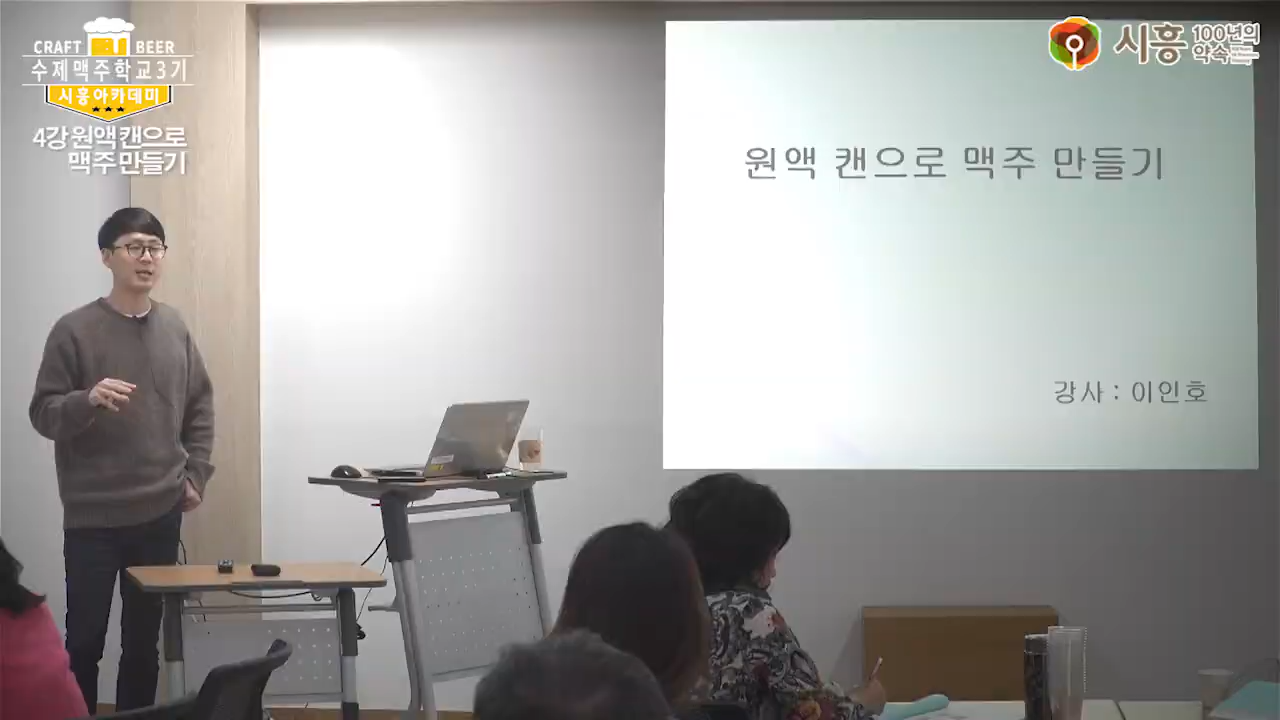 CRAFT BEER
수제맥주학교3기
시흥아카데미
4강 원액 캔으로
맥주 만들기
시흥 100년의
약속
원액 캔으로 맥주 만들기
강사 : 이인호